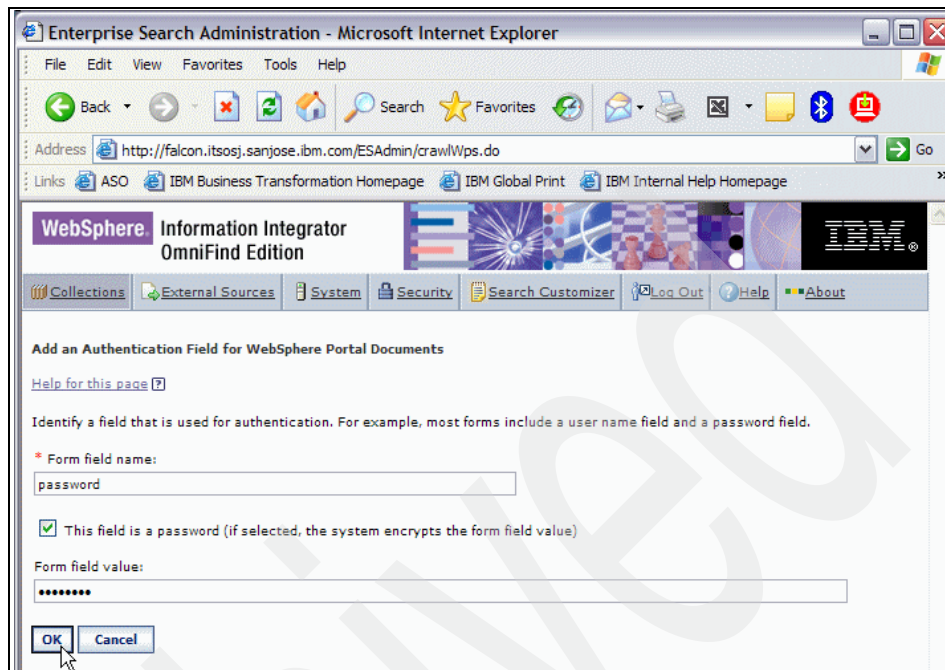 Enterprise Search Administration - Microsoft Internet Explorer
File Edit View Favorites Tools Help
Back Search Favorites
Address http://falcon.itsosj.sanjose.ibm.com/ESAdmin/crawlWps.do Go
Links ASO IBM Business Transformation Homepage IBM Global Print IBM Internal Help Homepage »
WebSphere. Information Integrator
OmniFind Edition
IBM®
Collections External Sources System Security Search Customizer Log Out Help About
Add an Authentication Field for WebSphere Portal Documents
Help for this page ?
Identify a field that is used for authentication. For example, most forms include a user name field and a password field.
* Form field name:
password
This field is a password (if selected, the system encrypts the form field value)
Form field value:
••••••••
OK Cancel